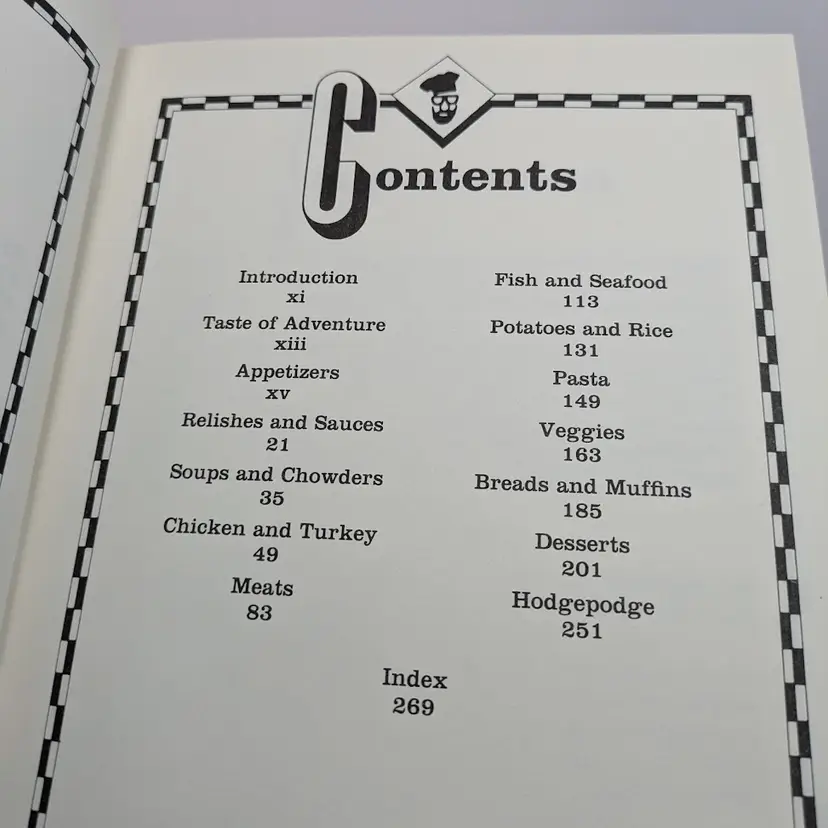 Contents
Introduction
xi
Taste of Adventure
xiii
Appetizers
xv
Relishes and Sauces
21
Soups and Chowders
35
Chicken and Turkey
49
Meats
83
Fish and Seafood
113
Potatoes and Rice
131
Pasta
149
Veggies
163
Breads and Muffins
185
Desserts
201
Hodgepodge
251
Index
269